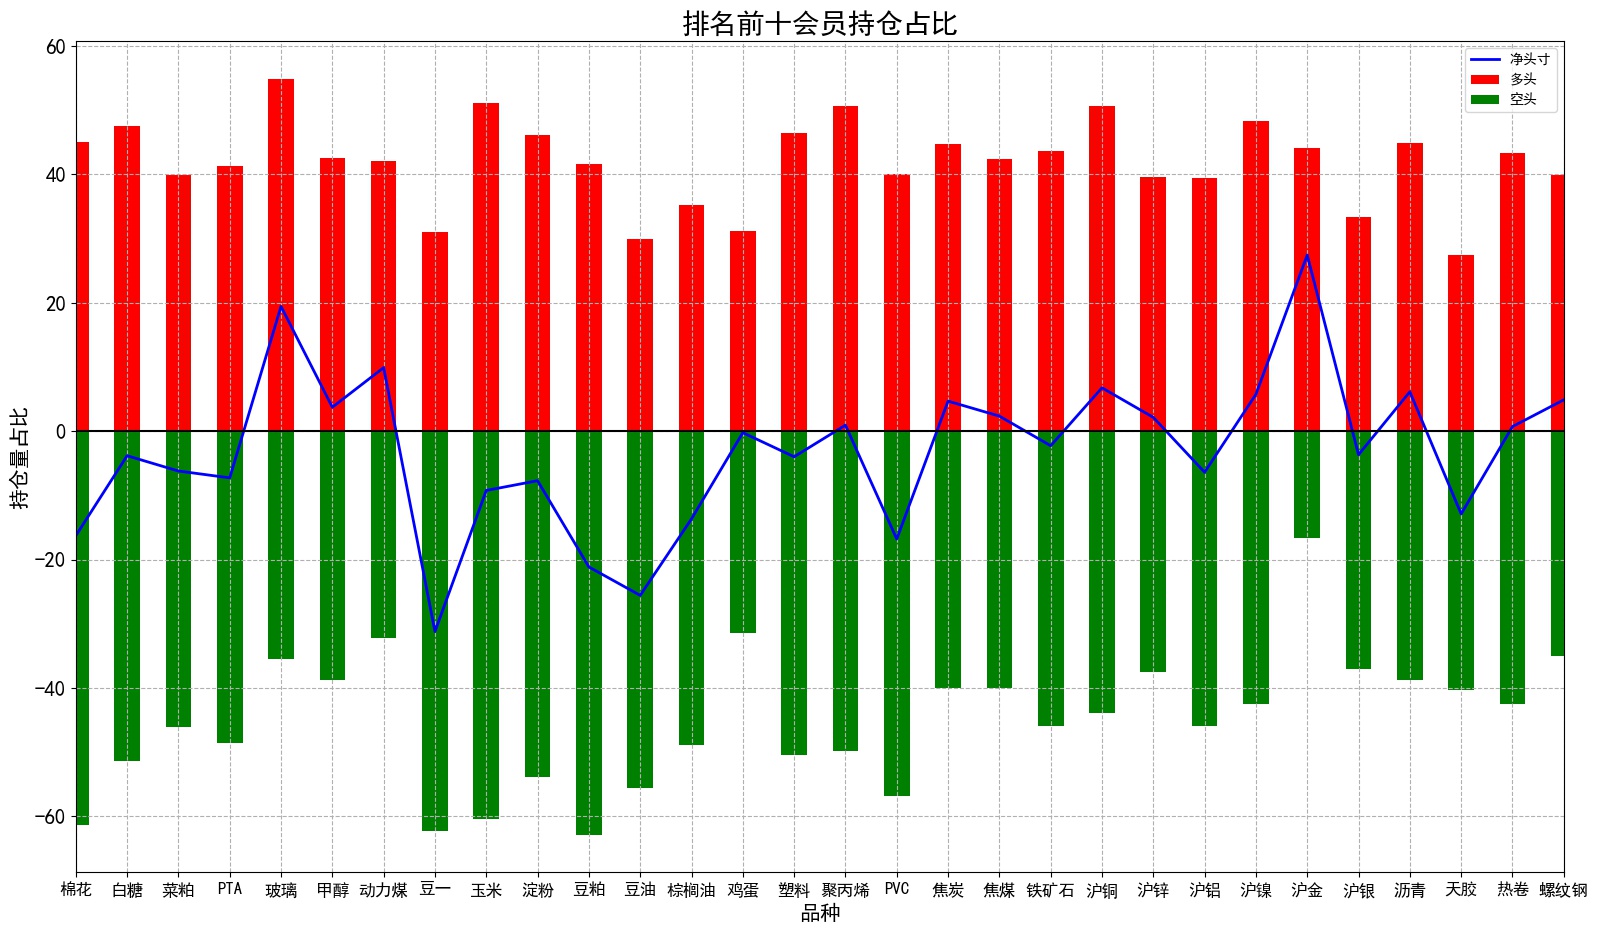 排名前十会员持仓占比
净头寸
多头
空头
60
40
20
0
−20
−40
−60
持仓量占比
棉花 白糖 菜粕 PTA 玻璃 甲醇 动力煤 豆一 玉米 淀粉 豆粕 豆油 棕榈油 鸡蛋 塑料 聚丙烯 PVC 焦炭 焦煤 铁矿石 沪铜 沪锌 沪铝 沪镍 沪金 沪银 沥青 天胶 热卷 螺纹钢
品种